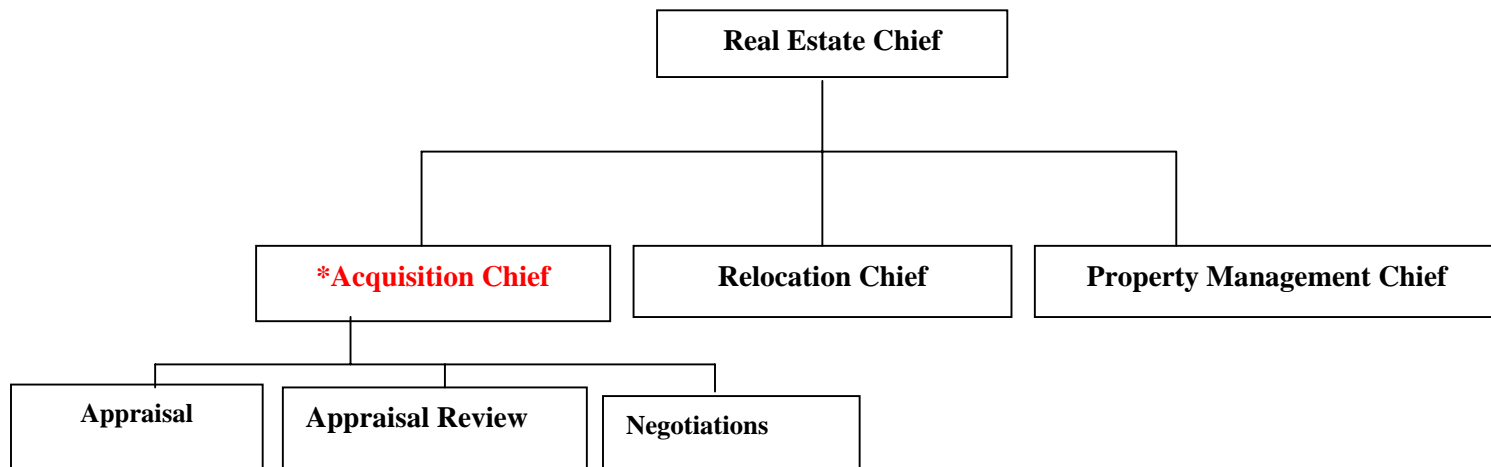 Real Estate Chief
*Acquisition Chief
Relocation Chief
Property Management Chief
Appraisal
Appraisal Review
Negotiations